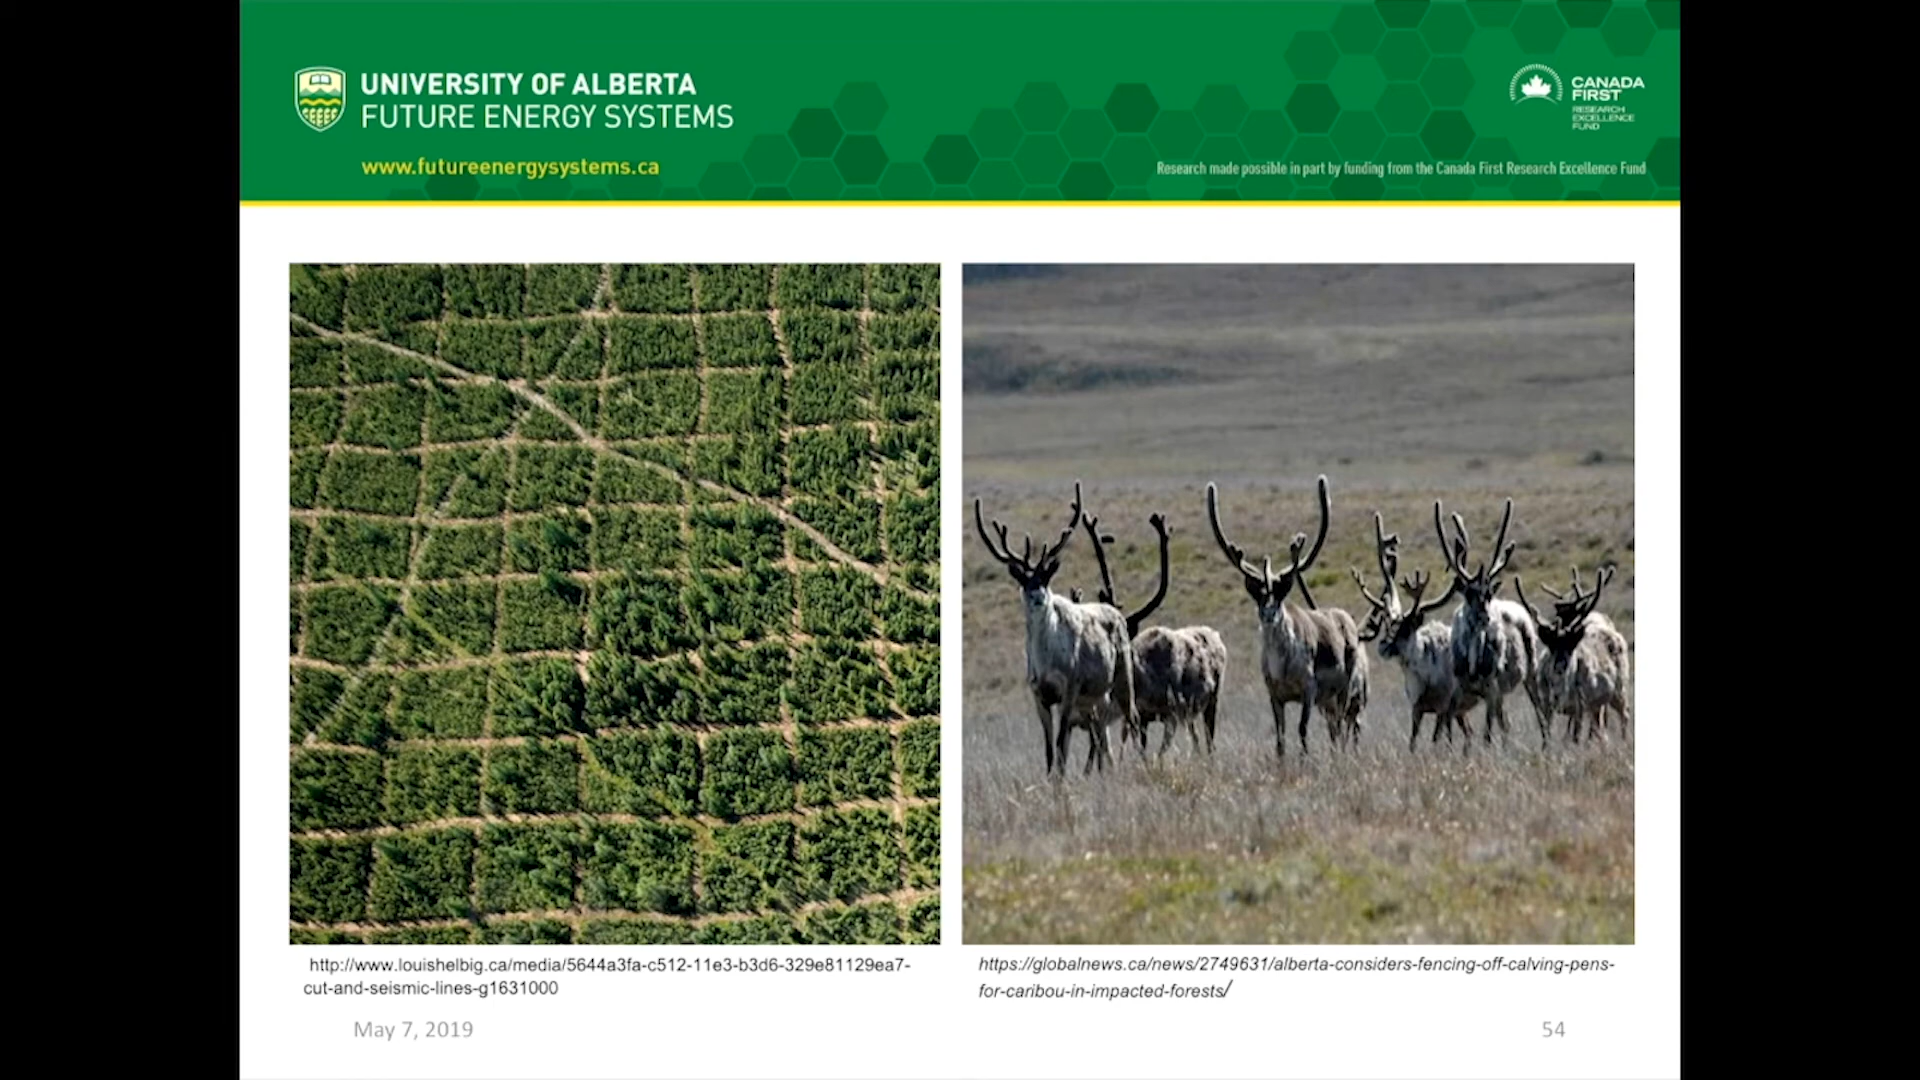 UNIVERSITY OF ALBERTA
FUTURE ENERGY SYSTEMS
www.futureenergysystems.ca
CANADA
FIRST
RESEARCH
EXCELLENCE
FUND
Research made possible in part by funding from the Canada First Research Excellence Fund
http://www.louishelbig.ca/media/5644a3fa-c512-11e3-b3d6-329e81129ea7-
cut-and-seismic-lines-g1631000
https://globalnews.ca/news/2749631/alberta-considers-fencing-off-calving-pens-
for-caribou-in-impacted-forests/
May 7, 2019
54